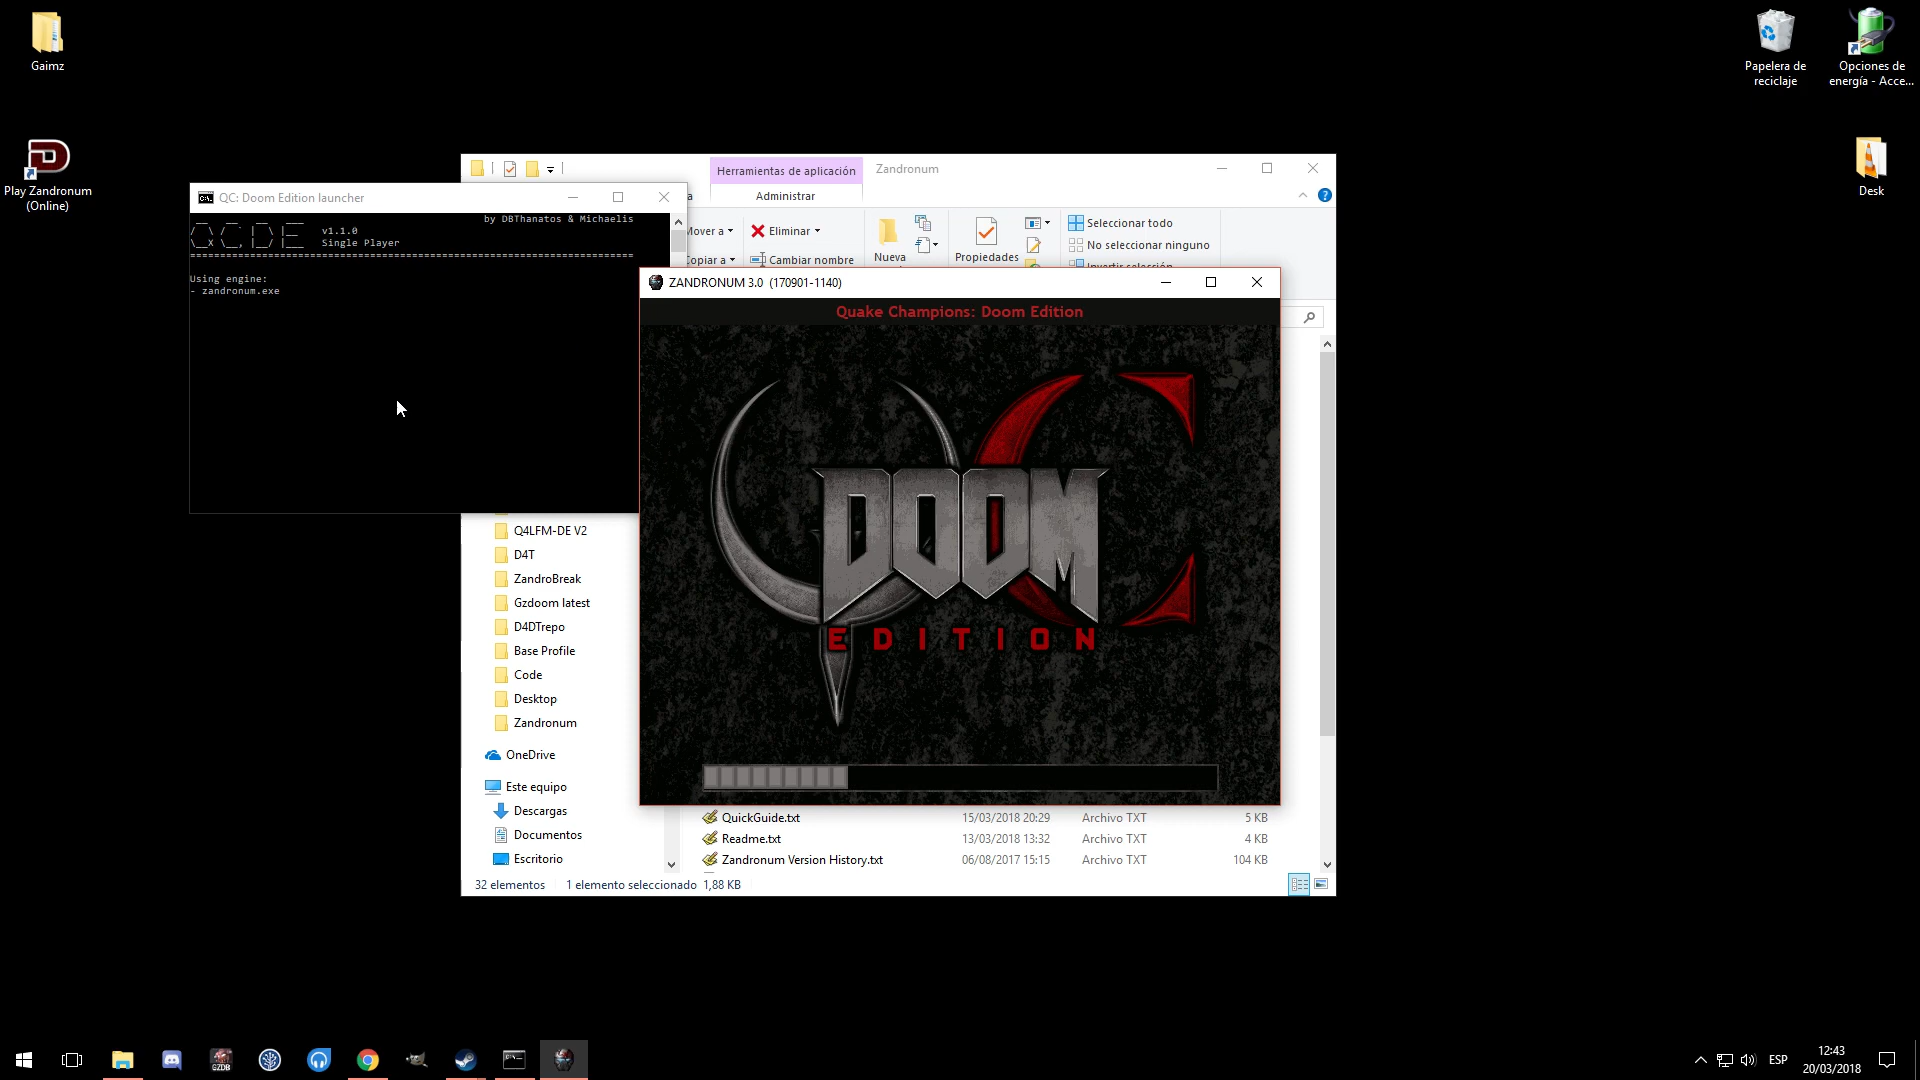 Gaimz
Papelera de
reciclaje
Opciones de
energía - Acce...
Play Zandronum
(Online)
Desk
Herramientas de aplicación
Zandronum
Administrar
QC: Doom Edition launcher
by DBThanatos & Michaelis
v1.1.0
Single Player
Using engine:
- zandronum.exe
a
Mover a
Copiar a
Eliminar
Cambiar nombre
Nueva
Propiedades
Seleccionar todo
No seleccionar ninguno
Invertir selección
ZANDRONUM 3.0 (170901-1140)
Quake Champions: Doom Edition
DOOM
EDITION
Q4LFM-DE V2
D4T
ZandroBreak
Gzdoom latest
D4DTrepo
Base Profile
Code
Desktop
Zandronum
OneDrive
Este equipo
Descargas
Documentos
Escritorio
QuickGuide.txt 15/03/2018 20:29 Archivo TXT 5 KB
Readme.txt 13/03/2018 13:32 Archivo TXT 4 KB
Zandronum Version History.txt 06/08/2017 15:15 Archivo TXT 104 KB
32 elementos 1 elemento seleccionado 1,88 KB
GZDB
ESP
12:43
20/03/2018